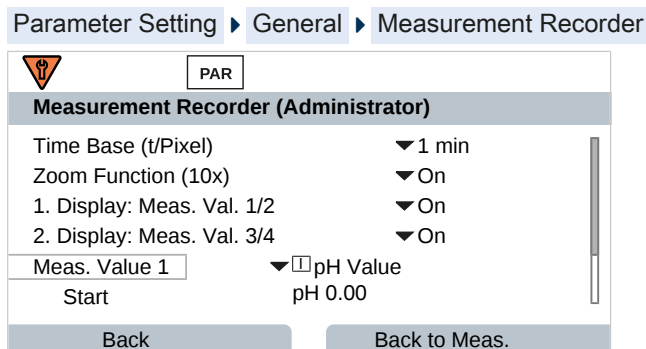 Parameter Setting ▸ General ▸ Measurement Recorder
PAR
Measurement Recorder (Administrator)
Time Base (t/Pixel) 1 min
Zoom Function (10x) On
1. Display: Meas. Val. 1/2 On
2. Display: Meas. Val. 3/4 On
Meas. Value 1 I pH Value
Start pH 0.00
Back Back to Meas.